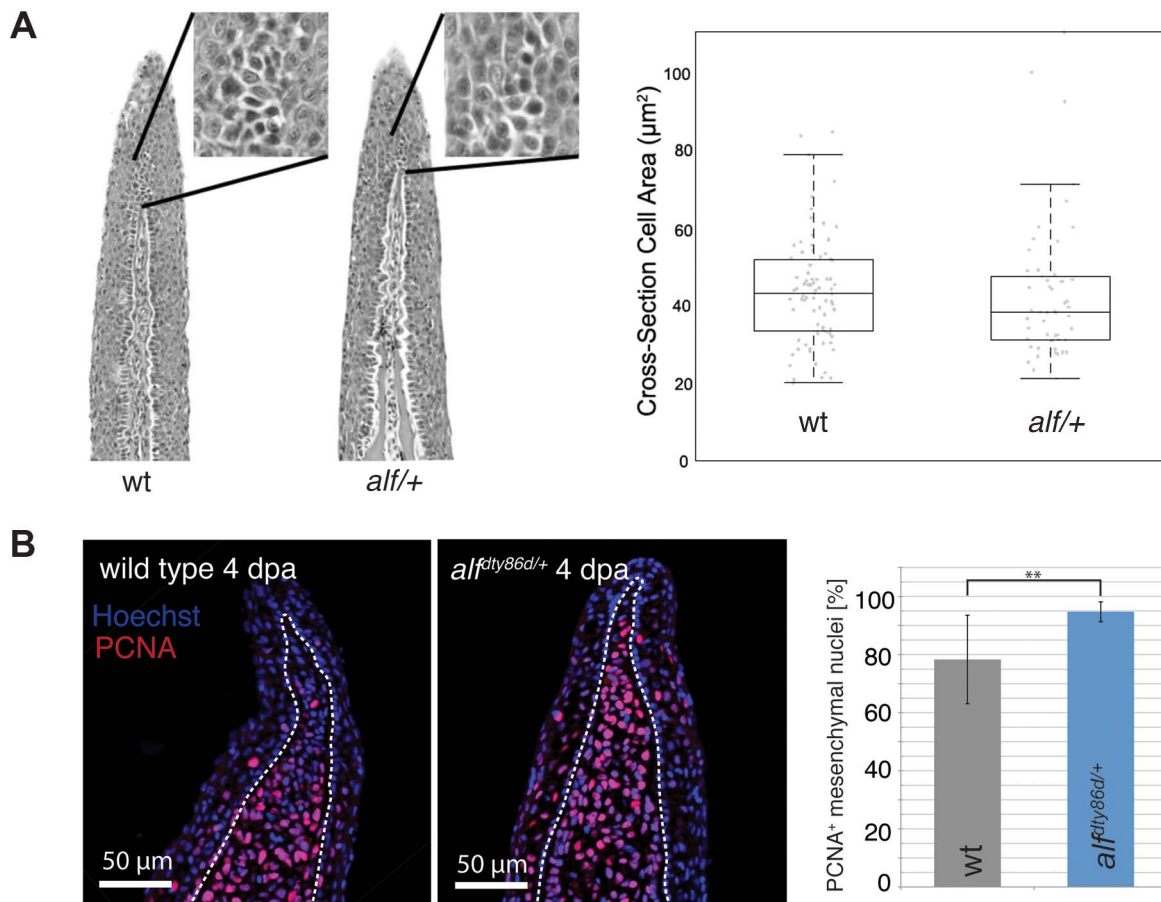 A
wt
alf/+
Cross-Section Cell Area (µm²)
100
80
60
40
20
0
wt
alf/+
B
wild type 4 dpa
Hoechst
PCNA
50 µm
alfdty86d/+ 4 dpa
50 µm
PCNA+ mesenchymal nuclei [%]
100
80
60
40
20
0
**
wt
alfdty86d/+